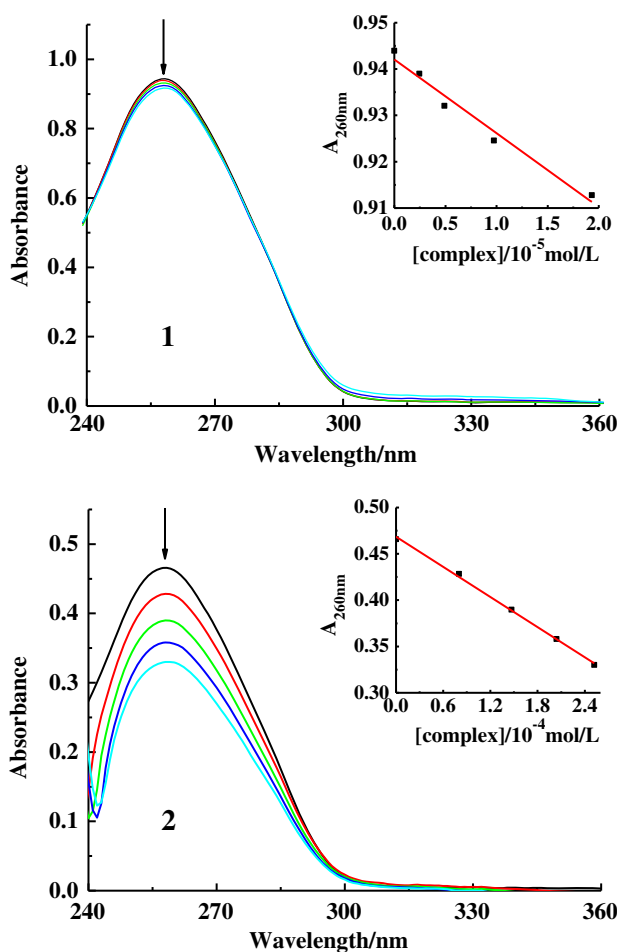 1.0
0.8
0.6
0.4
0.2
0.0
Absorbance
240 270 300 330 360
Wavelength/nm
1
0.95
0.94
0.93
0.92
0.91
A260nm
0.0 0.5 1.0 1.5 2.0
[complex]/10-5mol/L
0.5
0.4
0.3
0.2
0.1
0.0
Absorbance
240 270 300 330 360
Wavelength/nm
2
0.50
0.45
0.40
0.35
0.30
A260nm
0.0 0.6 1.2 1.8 2.4
[complex]/10-4mol/L